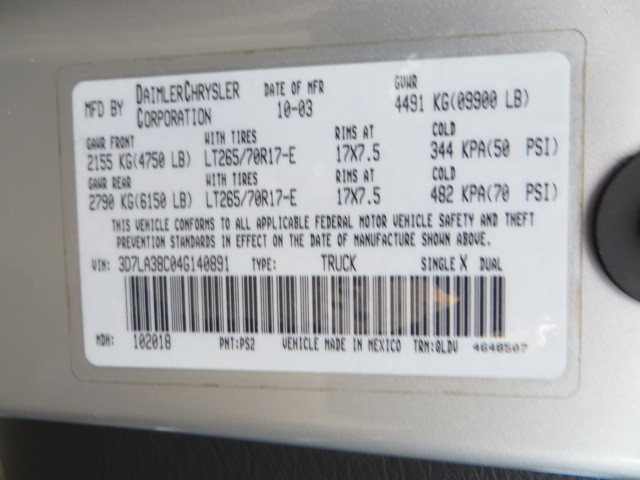 MFD BY DAIMLERCHRYSLER CORPORATION DATE OF MFR 10-03 GVWR 4491 KG(09900 LB)
GAWR FRONT WITH TIRES RIMS AT COLD
2155 KG(4750 LB) LT265/70R17-E 17X7.5 344 KPA(50 PSI)
GAWR REAR WITH TIRES RIMS AT COLD
2790 KG(6150 LB) LT265/70R17-E 17X7.5 482 KPA(70 PSI)
THIS VEHICLE CONFORMS TO ALL APPLICABLE FEDERAL MOTOR VEHICLE SAFETY AND THEFT
PREVENTION STANDARDS IN EFFECT ON THE DATE OF MANUFACTURE SHOWN ABOVE.
VIN: 3D7LA38C04G140891 TYPE: TRUCK SINGLE X DUAL
MDH: 102018 PNT:PS2 VEHICLE MADE IN MEXICO TRM:QLDV 4648507